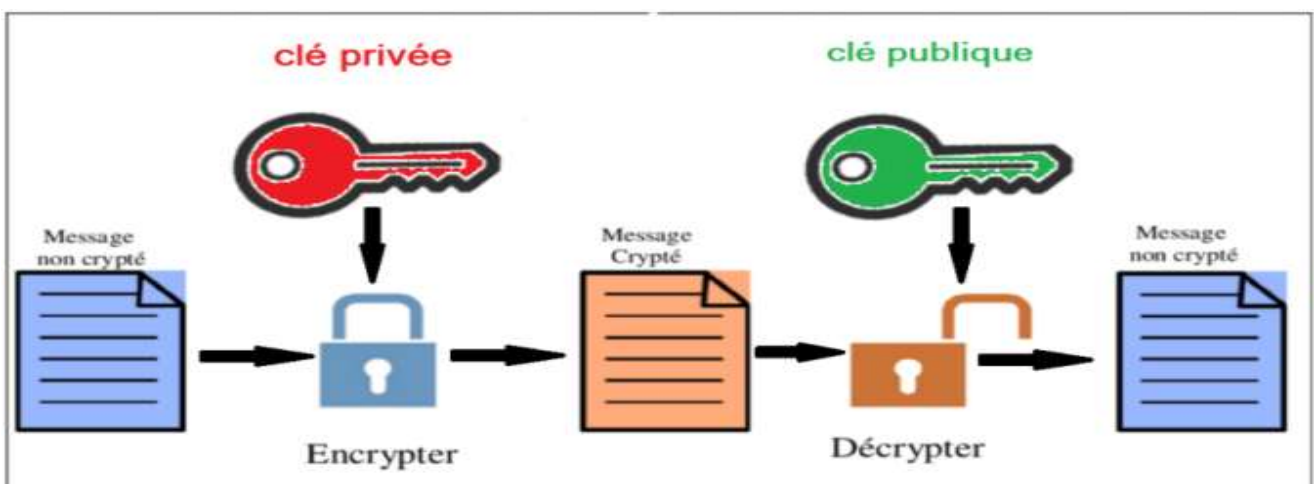 clé privée
clé publique
Message
non crypté
Message
Crypté
Message
non crypté
Encrypter
Décrypter